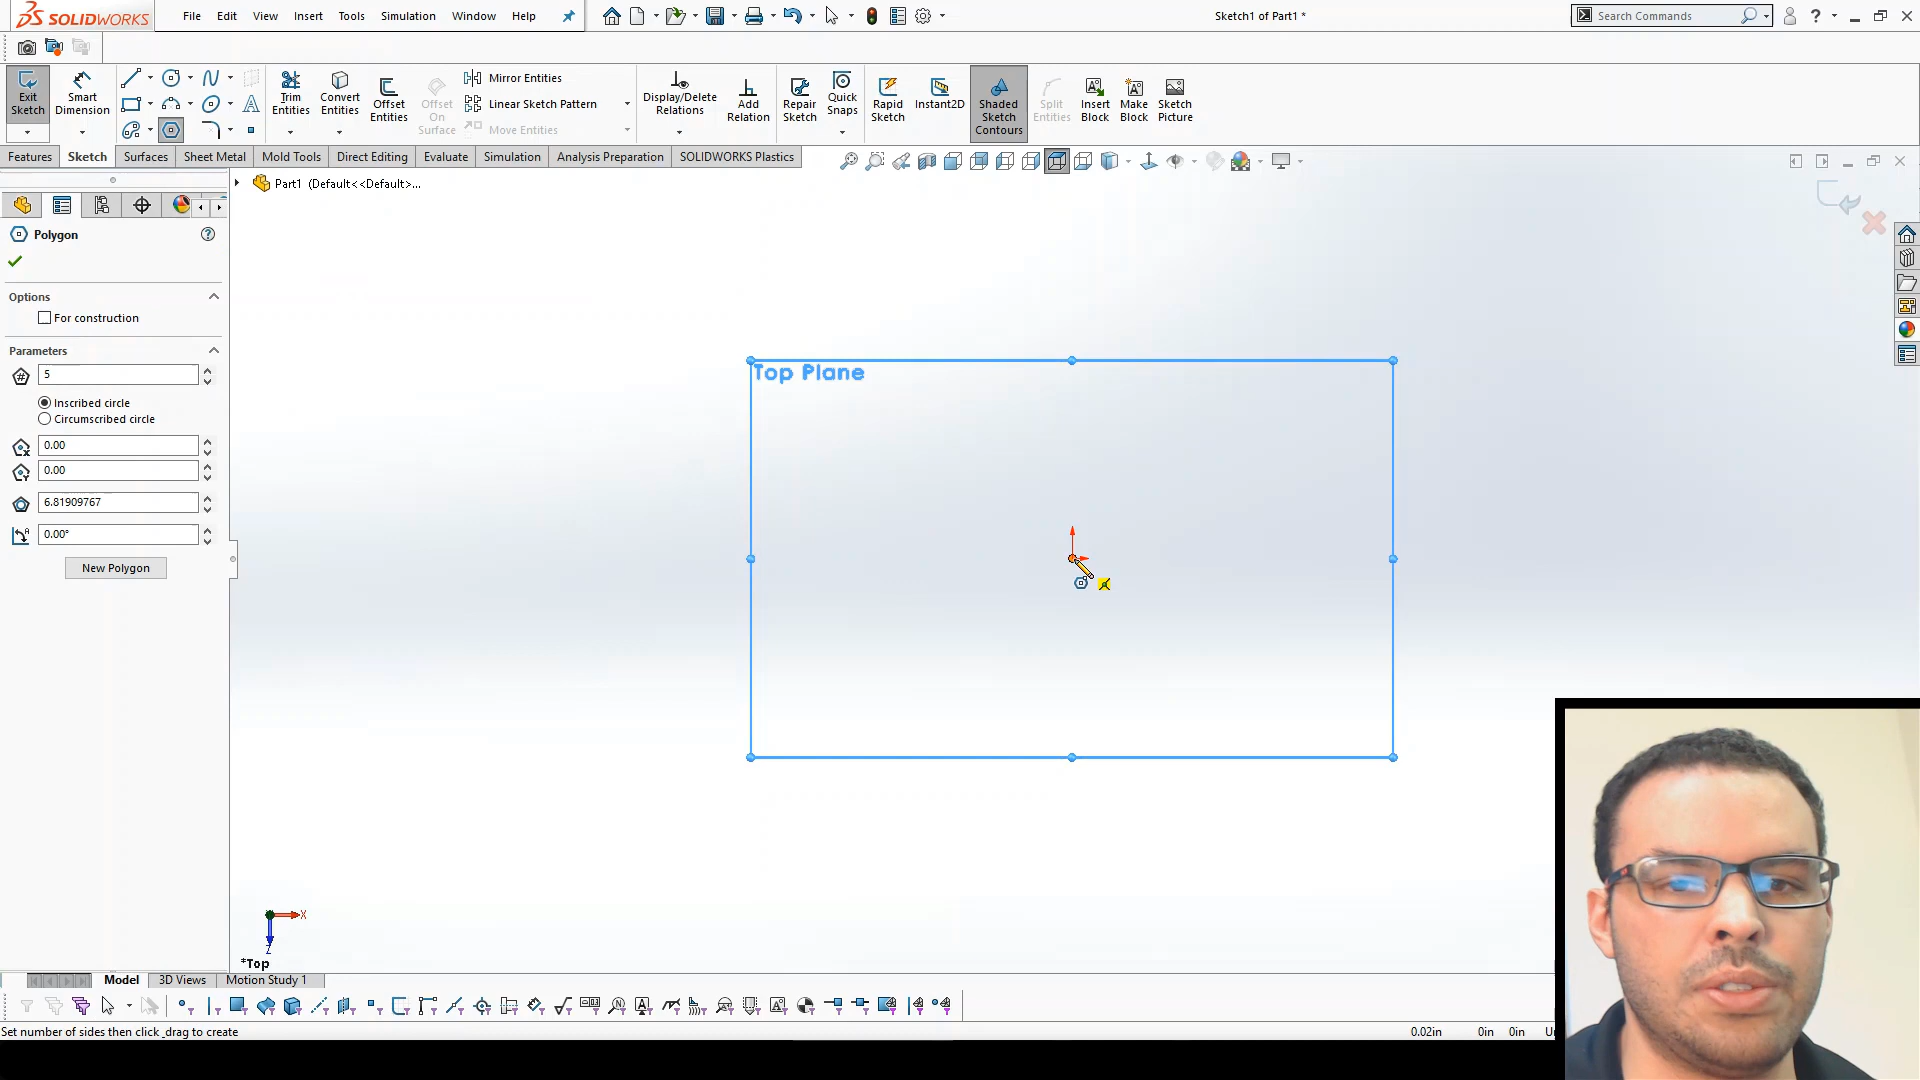 SOLIDWORKS File Edit View Insert Tools Simulation Window Help Sketch1 of Part1 * Search Commands
Exit Sketch
Smart Dimension
Trim Entities
Convert Entities
Offset Entities
Offset On Surface
Mirror Entities
Linear Sketch Pattern
Move Entities
Display/Delete Relations
Add Relation
Repair Sketch
Quick Snaps
Rapid Sketch
Instant2D
Shaded Sketch Contours
Split Entities
Insert Block
Make Block
Sketch Picture
Features Sketch Surfaces Sheet Metal Mold Tools Direct Editing Evaluate Simulation Analysis Preparation SOLIDWORKS Plastics
Part1 (Default<<Default>...
Polygon
Options
For construction
Parameters
5
Inscribed circle
Circumscribed circle
0.00
0.00
6.81909767
0.00°
New Polygon
Top Plane
X
Z
*Top
Model 3D Views Motion Study 1
Set number of sides then click _drag to create 0.02in 0in 0in